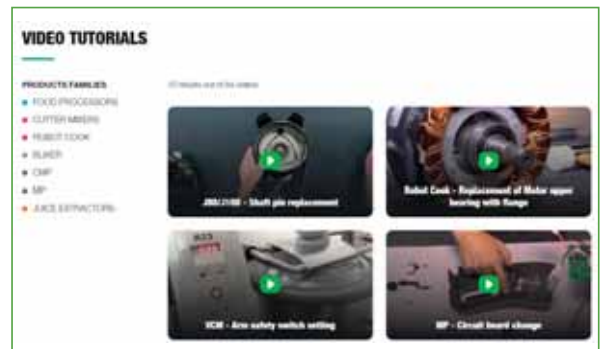 VIDEO TUTORIALS
PRODUCTS FAMILIES
FOOD PROCESSORS
CUTTER MIXERS
ROBOT COOK
BLIXER
CMP
MP
JUICE EXTRACTORS
J80/J100 - Shaft pin replacement
Robot Cook - Replacement of Motor upper
bearing with flange
VCM - Arm safety switch setting
MP - Circuit board change